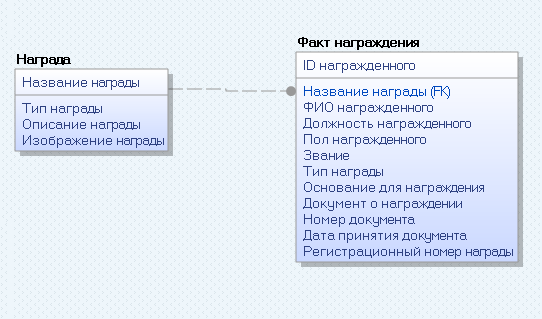 Награда
Название награды
Тип награды
Описание награды
Изображение награды
Факт награждения
ID награжденного
Название награды (FK)
ФИО награжденного
Должность награжденного
Пол награжденного
Звание
Тип награды
Основание для награждения
Документ о награждении
Номер документа
Дата принятия документа
Регистрационный номер награды